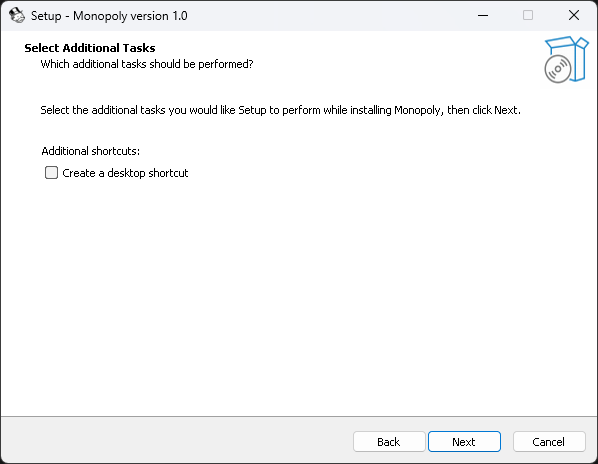 Setup - Monopoly version 1.0
Select Additional Tasks
Which additional tasks should be performed?
Select the additional tasks you would like Setup to perform while installing Monopoly, then click Next.
Additional shortcuts:
Create a desktop shortcut
Back
Next
Cancel